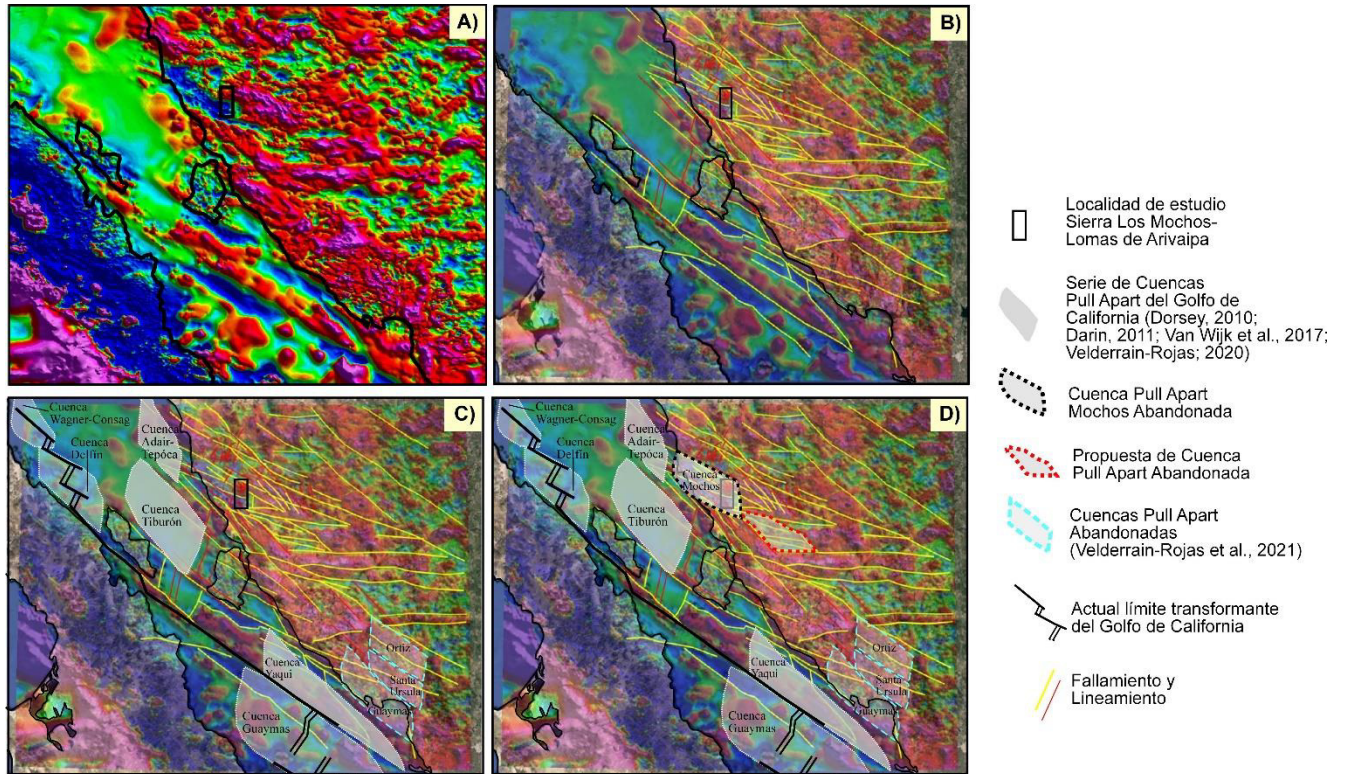 A)
B)
C)
Cuenca
Wagner-Consag
Cuenca
Delfín
Cuenca
Adair-
Tepóca
Cuenca
Tiburón
Cuenca
Yaqui
Cuenca
Guaymas
Ortíz
Santa
Ursula
Guaymas
D)
Cuenca
Wagner-Consag
Cuenca
Delfín
Cuenca
Adair-
Tepóca
Cuenca
Mochos
Cuenca
Tiburón
Cuenca
Yaqui
Cuenca
Guaymas
Ortíz
Santa
Ursula
Guaymas
Localidad de estudio
Sierra Los Mochos-
Lomas de Arivaipa
Serie de Cuencas
Pull Apart del Golfo de
California (Dorsey, 2010;
Darin, 2011; Van Wijk et al., 2017;
Velderrain-Rojas; 2020)
Cuenca Pull Apart
Mochos Abandonada
Propuesta de Cuenca
Pull Apart Abandonada
Cuencas Pull Apart
Abandonadas
(Velderrain-Rojas et al., 2021)
Actual límite transformante
del Golfo de California
Fallamiento y
Lineamiento